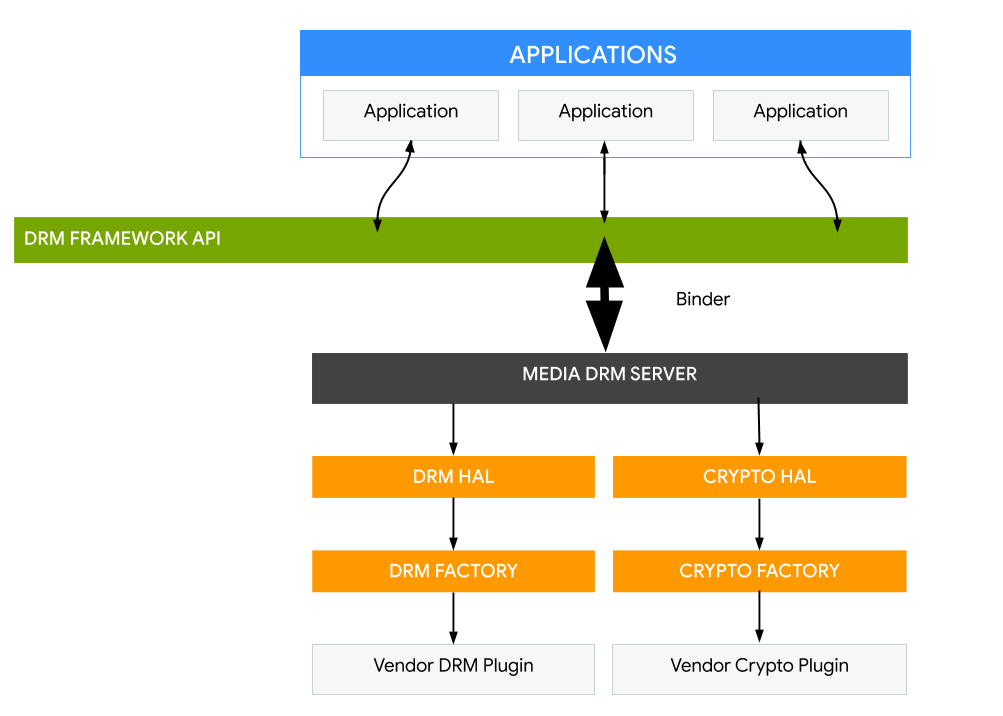 APPLICATIONS
Application
Application
Application
DRM FRAMEWORK API
Binder
MEDIA DRM SERVER
DRM HAL
CRYPTO HAL
DRM FACTORY
CRYPTO FACTORY
Vendor DRM Plugin
Vendor Crypto Plugin